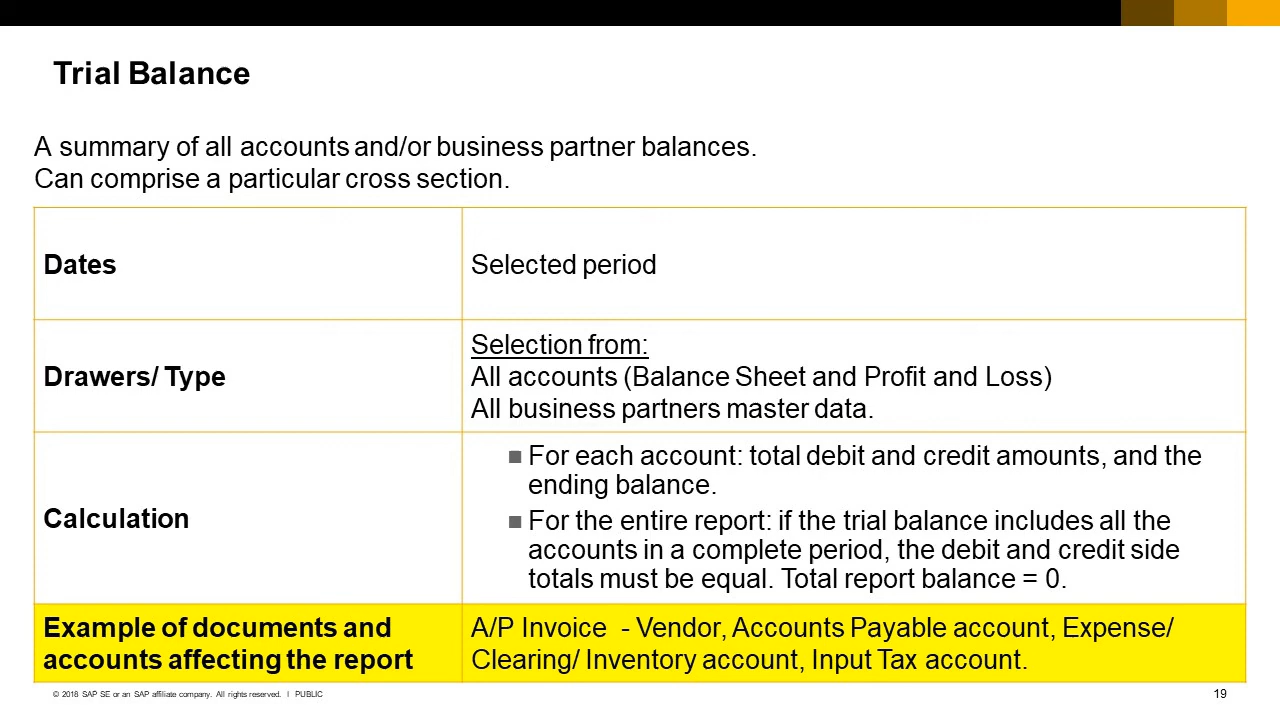 Trial Balance
A summary of all accounts and/or business partner balances.
Can comprise a particular cross section.
Dates
Selected period
Drawers/ Type
Selection from:
All accounts (Balance Sheet and Profit and Loss)
All business partners master data.
Calculation
■ For each account: total debit and credit amounts, and the
ending balance.
■ For the entire report: if the trial balance includes all the
accounts in a complete period, the debit and credit side
totals must be equal. Total report balance = 0.
Example of documents and
accounts affecting the report
A/P Invoice  - Vendor, Accounts Payable account, Expense/
Clearing/ Inventory account, Input Tax account.
© 2018 SAP SE or an SAP affiliate company. All rights reserved. I PUBLIC
19